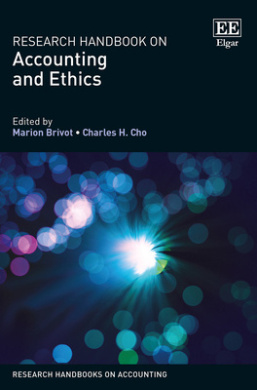 EE
Elgar
RESEARCH HANDBOOK ON
Accounting
and Ethics
Edited by
Marion Brivot • Charles H. Cho
RESEARCH HANDBOOKS ON ACCOUNTING